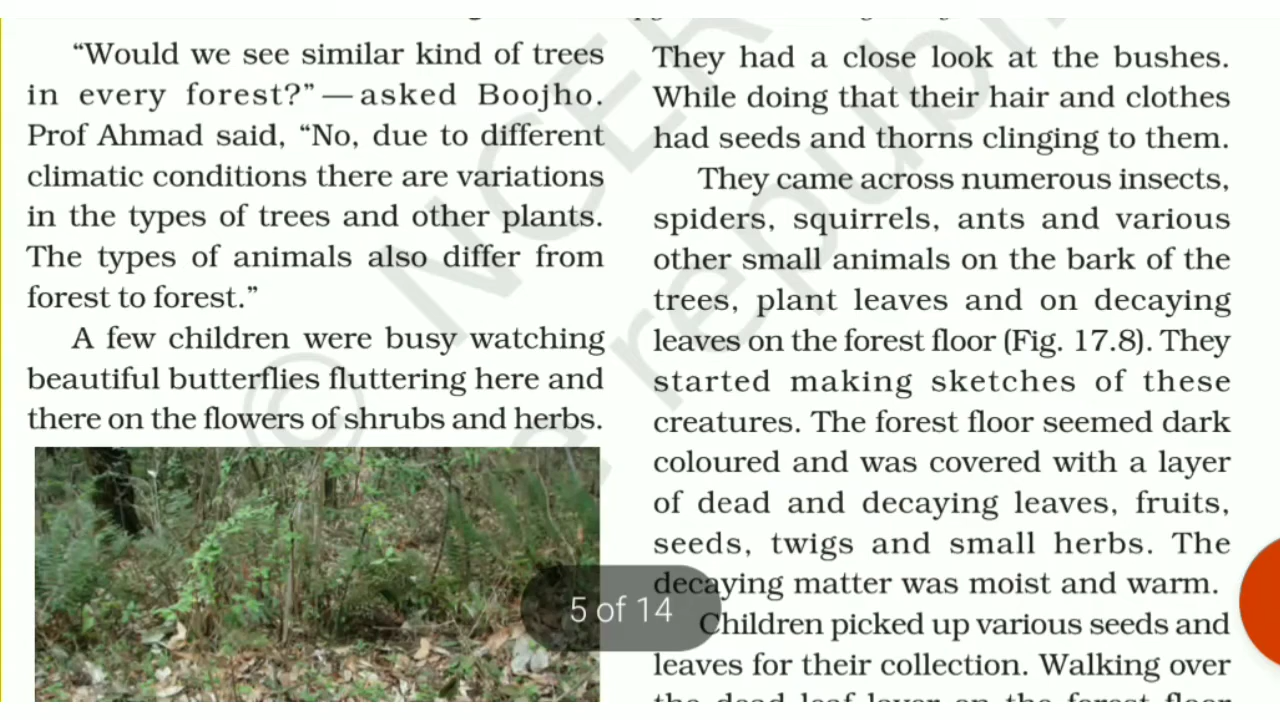 “Would we see similar kind of trees
in every forest?” — asked Boojho.
Prof Ahmad said, “No, due to different
climatic conditions there are variations
in the types of trees and other plants.
The types of animals also differ from
forest to forest.”
A few children were busy watching
beautiful butterflies fluttering here and
there on the flowers of shrubs and herbs.
They had a close look at the bushes.
While doing that their hair and clothes
had seeds and thorns clinging to them.
They came across numerous insects,
spiders, squirrels, ants and various
other small animals on the bark of the
trees, plant leaves and on decaying
leaves on the forest floor (Fig. 17.8). They
started making sketches of these
creatures. The forest floor seemed dark
coloured and was covered with a layer
of dead and decaying leaves, fruits,
seeds, twigs and small herbs. The
decaying matter was moist and warm.
Children picked up various seeds and
leaves for their collection. Walking over
the dead leaf layer on the forest floor
5 of 14